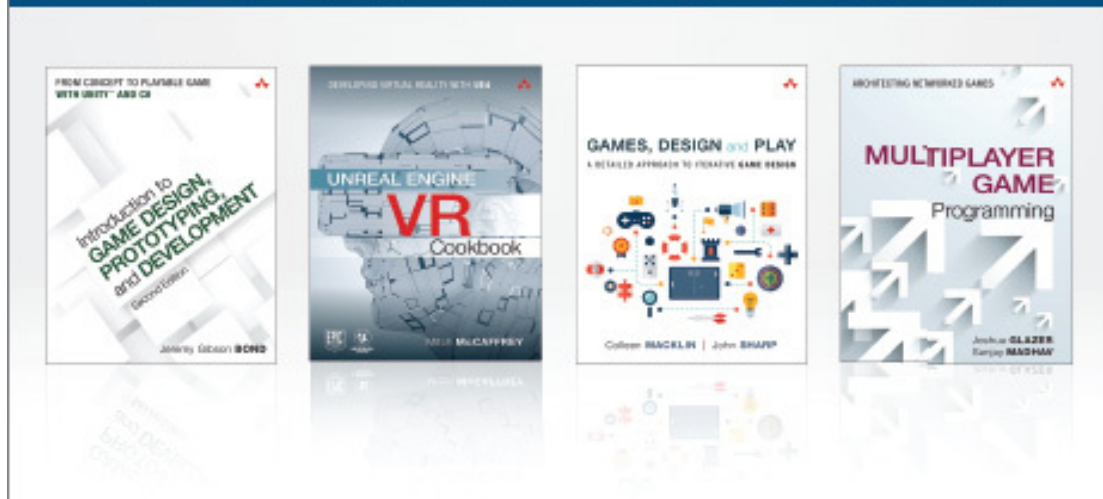 FROM CONCEPT TO PLAYABLE GAME
WITH UNITY™ AND C#
Introduction to
GAME DESIGN,
PROTOTYPING,
and DEVELOPMENT
Second Edition
Jeremy Gibson BOND
DEVELOPING VIRTUAL REALITY WITH UE4
UNREAL ENGINE
VR
Cookbook
MITCH McCAFFREY
GAMES, DESIGN and PLAY
A DETAILED APPROACH TO ITERATIVE GAME DESIGN
Colleen MACKLIN | John SHARP
ARCHITECTING NETWORKED GAMES
MULTIPLAYER
GAME
Programming
Joshua GLAZER
Sanjay MADHAV